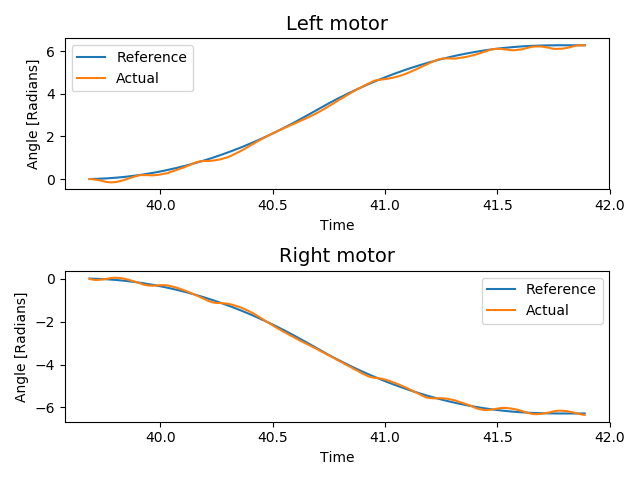 Left motor
Reference
Actual
Angle [Radians]
6
4
2
0
40.0 40.5 41.0 41.5 42.0
Time
Right motor
Reference
Actual
Angle [Radians]
0
−2
−4
−6
40.0 40.5 41.0 41.5 42.0
Time